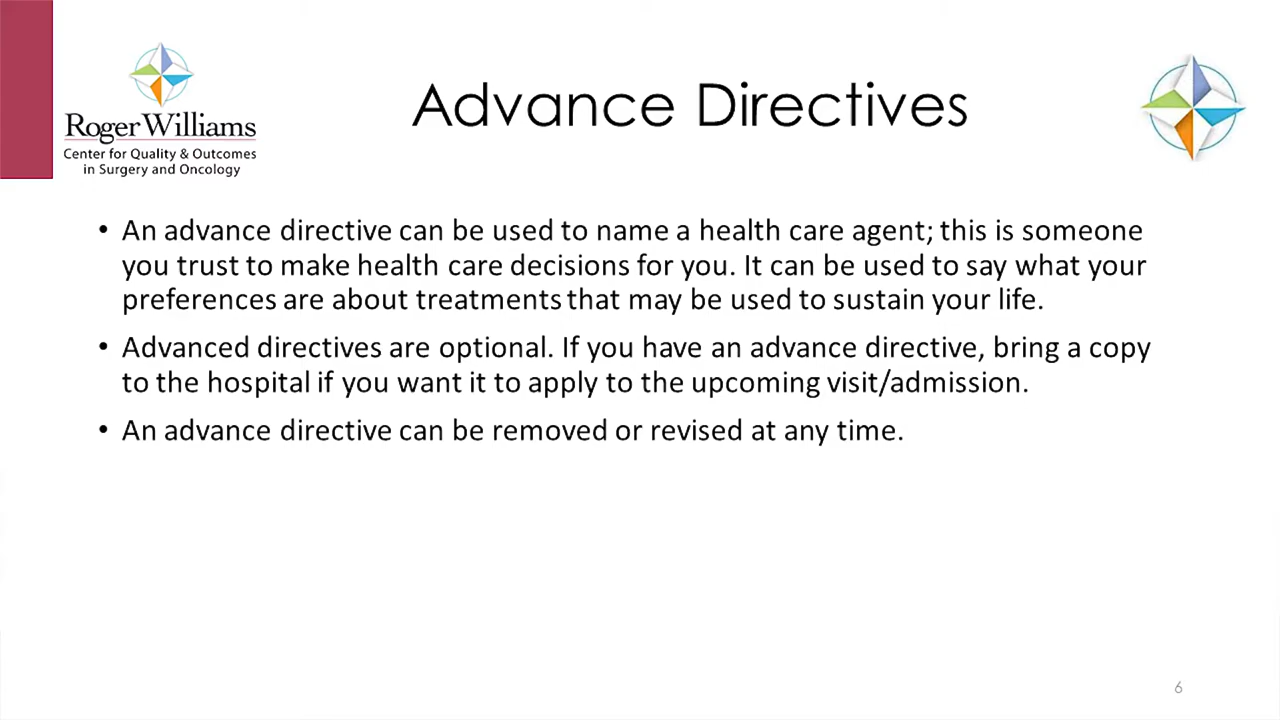 Roger Williams
Center for Quality & Outcomes
in Surgery and Oncology
Advance Directives
• An advance directive can be used to name a health care agent; this is someone
you trust to make health care decisions for you. It can be used to say what your
preferences are about treatments that may be used to sustain your life.
• Advanced directives are optional. If you have an advance directive, bring a copy
to the hospital if you want it to apply to the upcoming visit/admission.
• An advance directive can be removed or revised at any time.
6